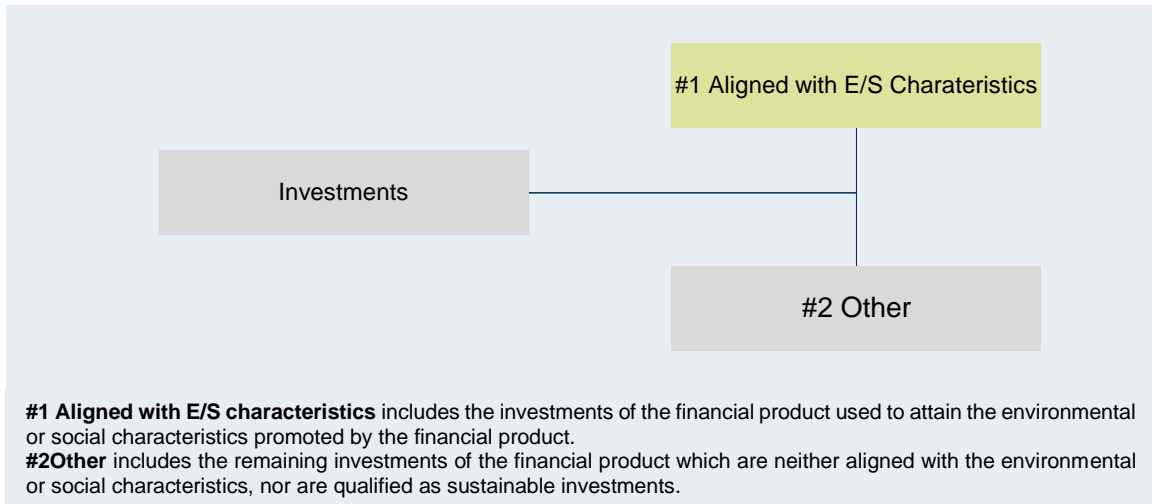 #1 Aligned with E/S Charateristics
Investments
#2 Other
#1 Aligned with E/S characteristics includes the investments of the financial product used to attain the environmental
or social characteristics promoted by the financial product.
#2Other includes the remaining investments of the financial product which are neither aligned with the environmental
or social characteristics, nor are qualified as sustainable investments.